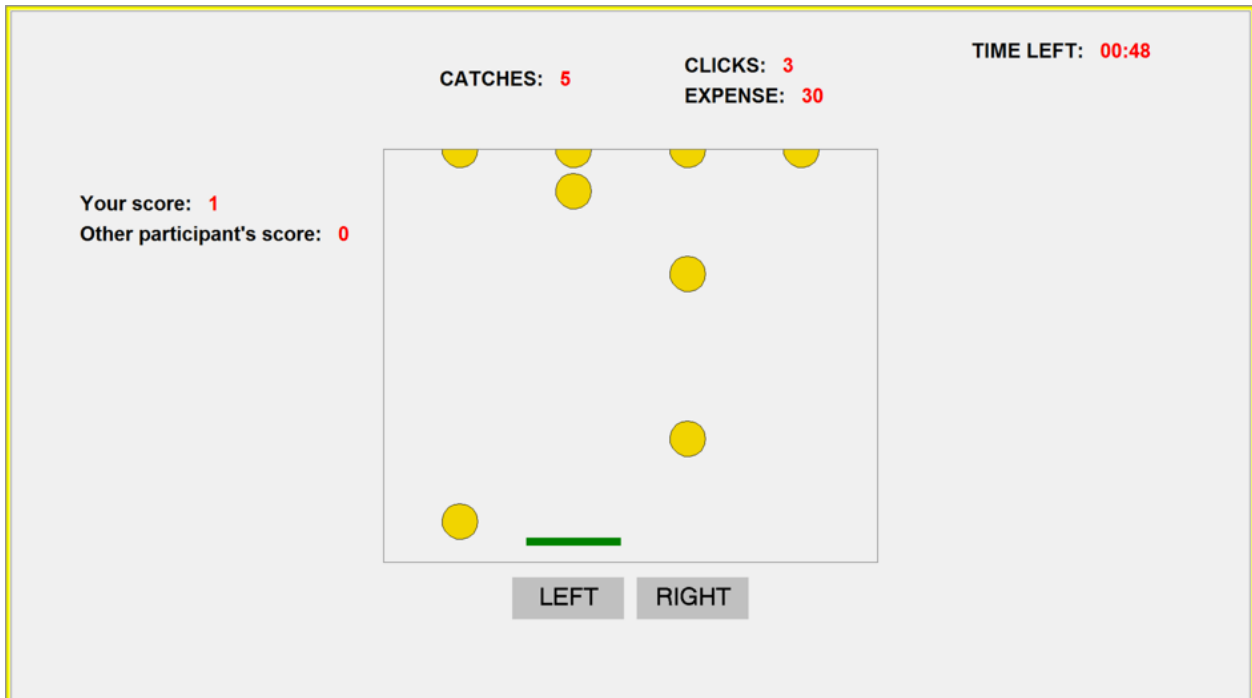 TIME LEFT: 00:48
CATCHES: 5
CLICKS: 3
EXPENSE: 30
Your score: 1
Other participant's score: 0
LEFT
RIGHT